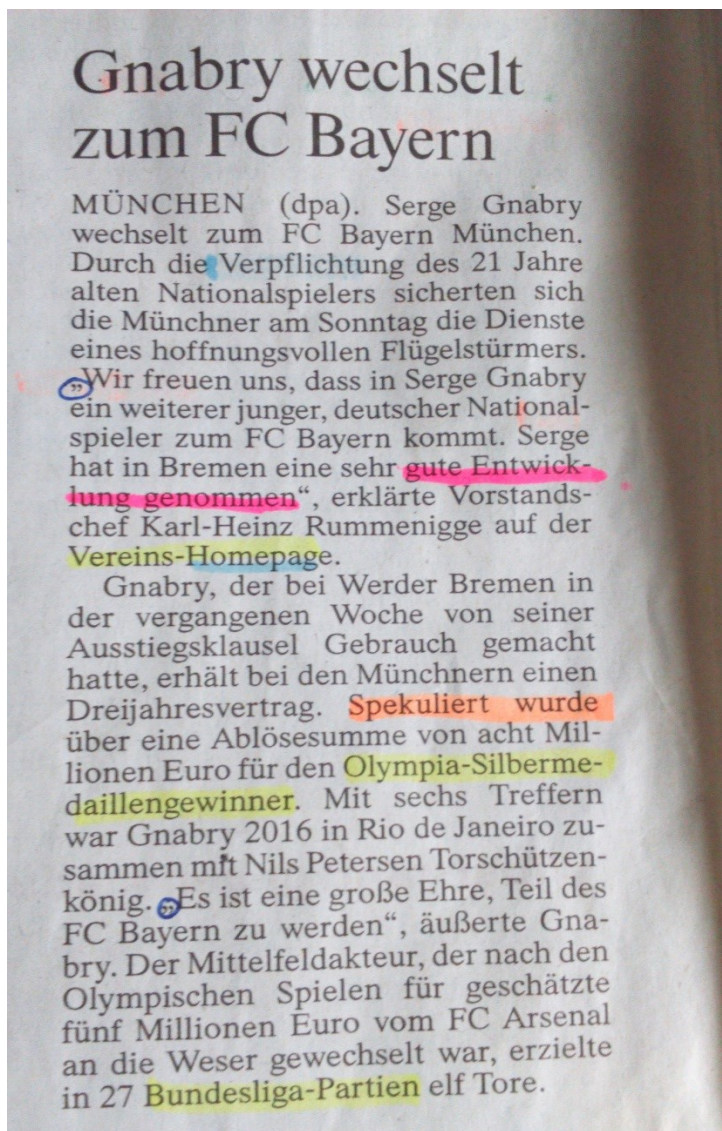 Gnabry wechselt
zum FC Bayern
MÜNCHEN (dpa). Serge Gnabry
wechselt zum FC Bayern München.
Durch die Verpflichtung des 21 Jahre
alten Nationalspielers sicherten sich
die Münchner am Sonntag die Dienste
eines hoffnungsvollen Flügelstürmers.
„Wir freuen uns, dass in Serge Gnabry
ein weiterer junger, deutscher National-
spieler zum FC Bayern kommt. Serge
hat in Bremen eine sehr gute Entwick-
lung genommen“, erklärte Vorstands-
chef Karl-Heinz Rummenigge auf der
Vereins-Homepage.
Gnabry, der bei Werder Bremen in
der vergangenen Woche von seiner
Ausstiegsklausel Gebrauch gemacht
hatte, erhält bei den Münchnern einen
Dreijahresvertrag. Spekuliert wurde
über eine Ablösesumme von acht Mil-
lionen Euro für den Olympia-Silberme-
daillengewinner. Mit sechs Treffern
war Gnabry 2016 in Rio de Janeiro zu-
sammen mit Nils Petersen Torschützen-
könig. „Es ist eine große Ehre, Teil des
FC Bayern zu werden“, äußerte Gna-
bry. Der Mittelfeldakteur, der nach den
Olympischen Spielen für geschätzte
fünf Millionen Euro vom FC Arsenal
an die Weser gewechselt war, erzielte
in 27 Bundesliga-Partien elf Tore.